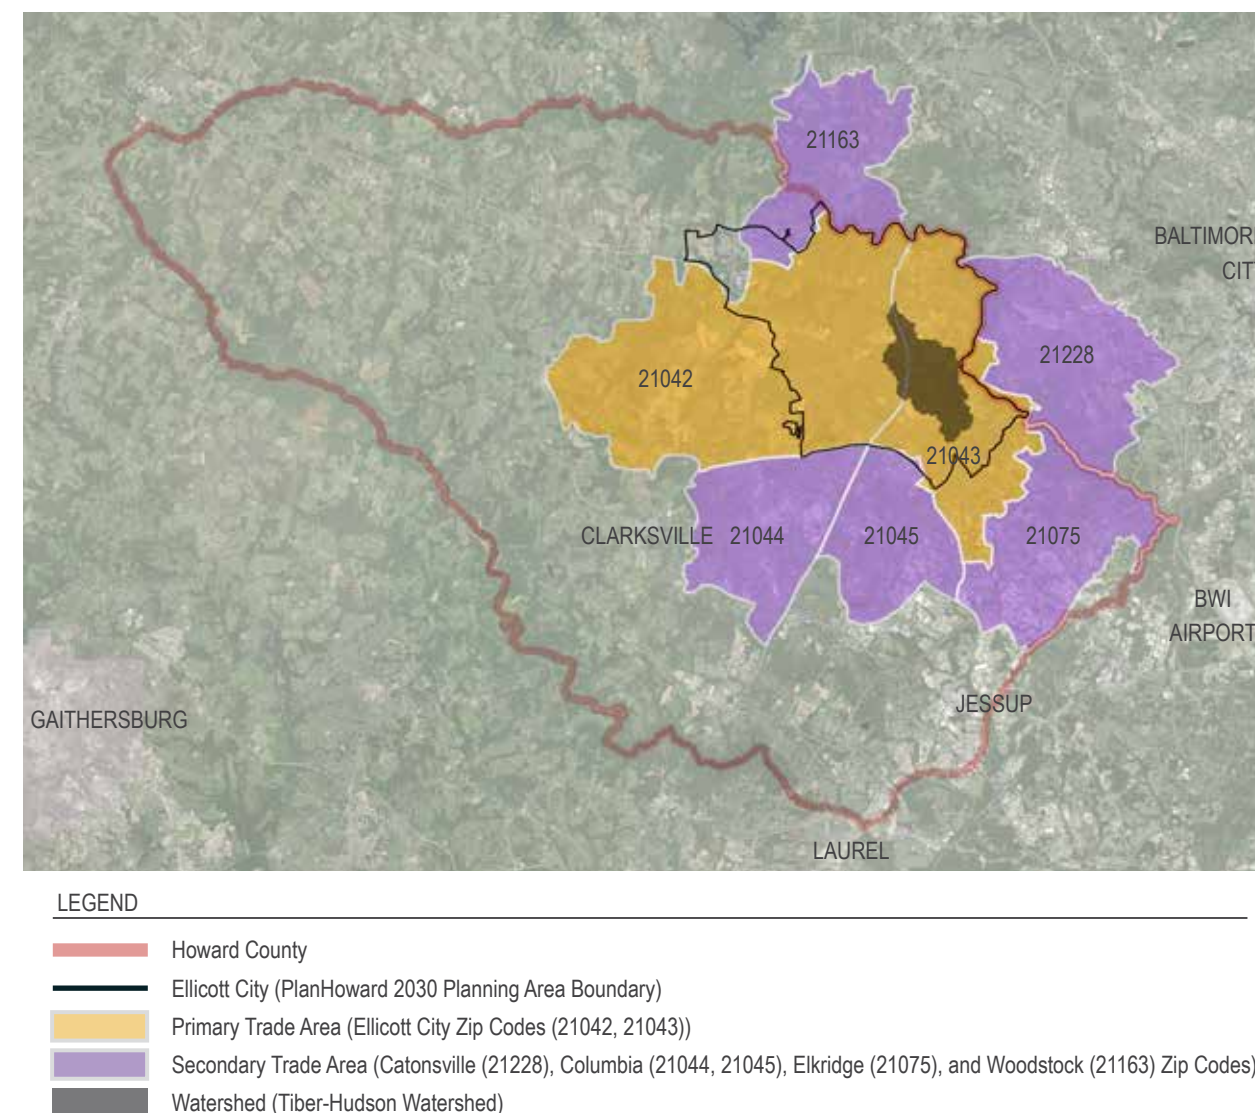 21163
BALTIMOR
CIT
21228
21042
21043
CLARKSVILLE
21044
21045
21075
BWI
AIRPORT
JESSUP
GAITHERSBURG
LAUREL
LEGEND
Howard County
Ellicott City (PlanHoward 2030 Planning Area Boundary)
Primary Trade Area (Ellicott City Zip Codes (21042, 21043))
Secondary Trade Area (Catonsville (21228), Columbia (21044, 21045), Elkridge (21075), and Woodstock (21163) Zip Codes)
Watershed (Tiber-Hudson Watershed)